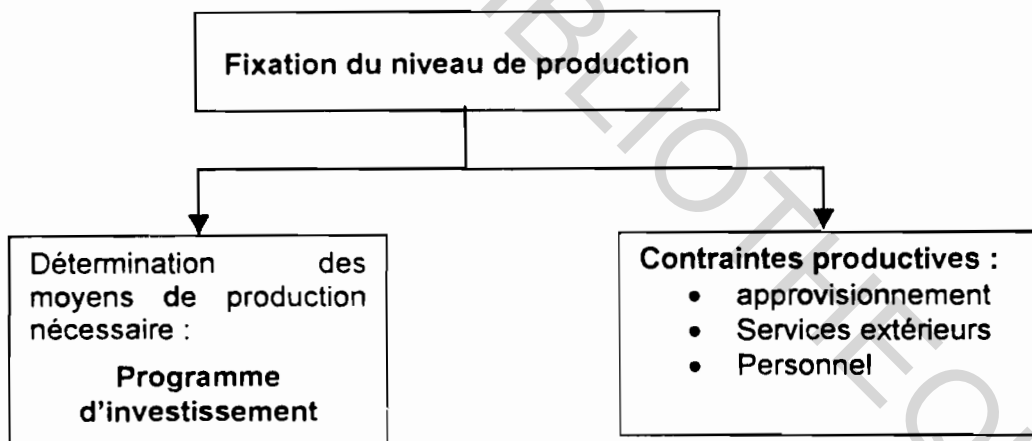 Fixation du niveau de production
Détermination des
moyens de production
nécessaire :
Programme
d'investissement
Contraintes productives :
• approvisionnement
• Services extérieurs
• Personnel